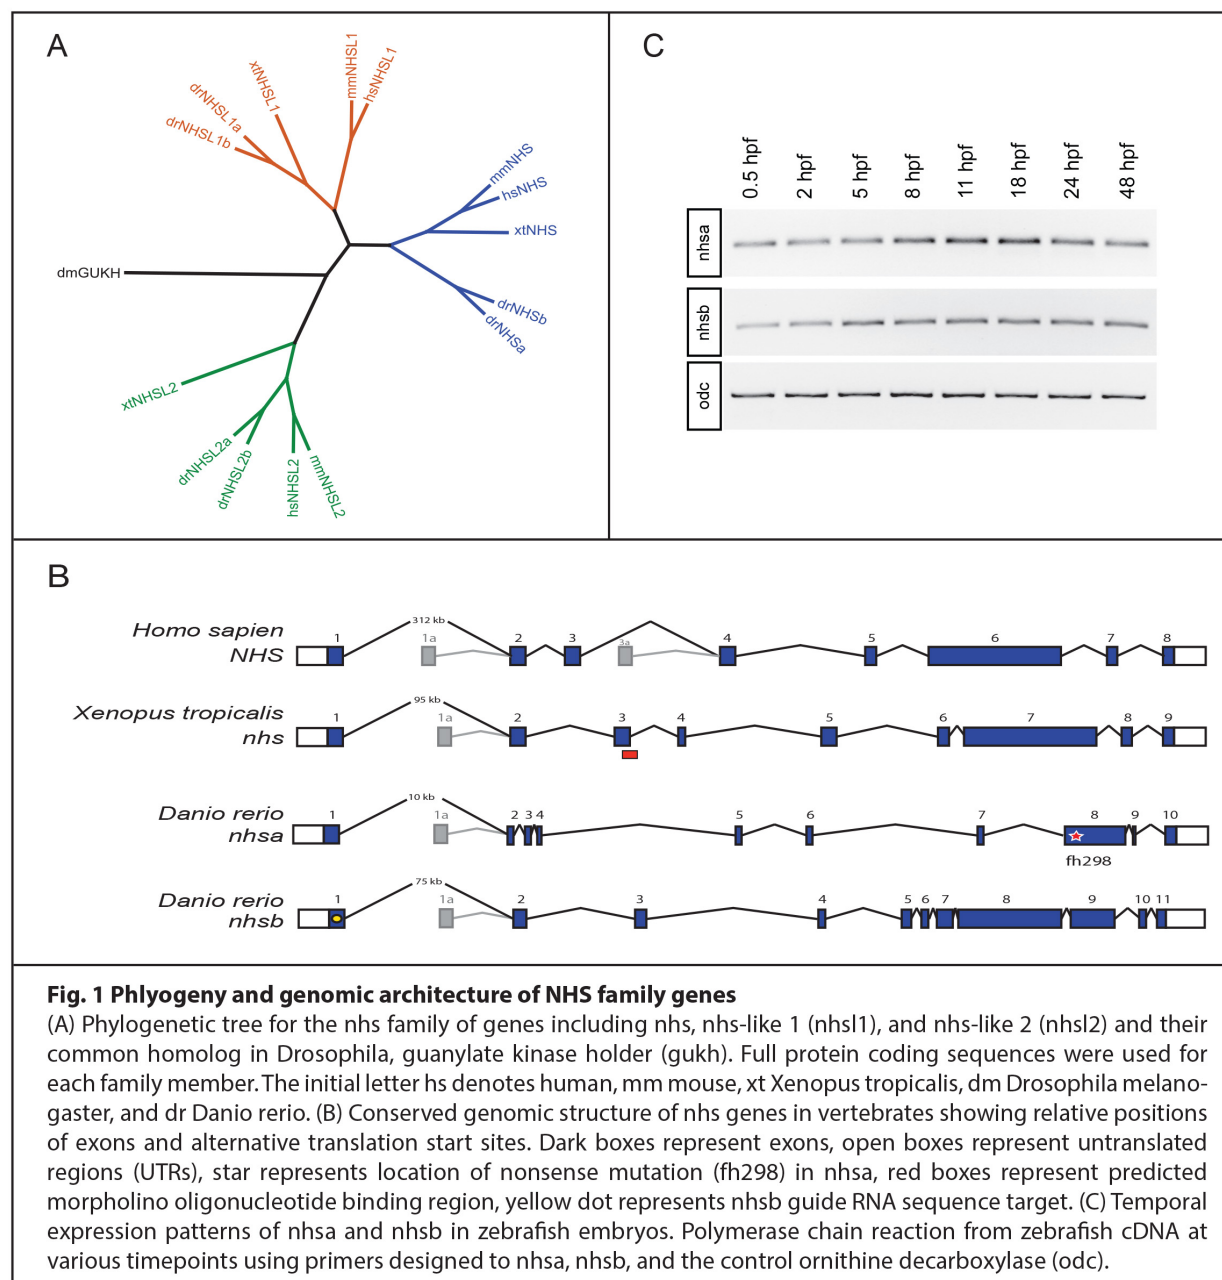 A
xtNHSL1
mmNHSL1
hsNHSL1
drNHSL1a
drNHSL1b
mmNHS
hsNHS
xtNHS
dmGUKH
drNHSb
drNHSa
xtNHSL2
drNHSL2a
drNHSL2b
hsNHSL2
mmNHSL2
C
0.5 hpf 2 hpf 5 hpf 8 hpf 11 hpf 18 hpf 24 hpf 48 hpf
nhsa
nhsb
odc
B
Homo sapien
NHS
1 312 kb 1a 2 3 3a 4 5 6 7 8
Xenopus tropicalis
nhs
1 95 kb 1a 2 3 4 5 6 7 8 9
Danio rerio
nhsa
1 10 kb 1a 2 3 4 5 6 7 8 9 10
fh298
Danio rerio
nhsb
1 75 kb 1a 2 3 4 5 6 7 8 9 10 11
Fig. 1 Phlyogeny and genomic architecture of NHS family genes
(A) Phylogenetic tree for the nhs family of genes including nhs, nhs-like 1 (nhsl1), and nhs-like 2 (nhsl2) and their
common homolog in Drosophila, guanylate kinase holder (gukh). Full protein coding sequences were used for
each family member. The initial letter hs denotes human, mm mouse, xt Xenopus tropicalis, dm Drosophila melano-
gaster, and dr Danio rerio. (B) Conserved genomic structure of nhs genes in vertebrates showing relative positions
of exons and alternative translation start sites. Dark boxes represent exons, open boxes represent untranslated
regions (UTRs), star represents location of nonsense mutation (fh298) in nhsa, red boxes represent predicted
morpholino oligonucleotide binding region, yellow dot represents nhsb guide RNA sequence target. (C) Temporal
expression patterns of nhsa and nhsb in zebrafish embryos. Polymerase chain reaction from zebrafish cDNA at
various timepoints using primers designed to nhsa, nhsb, and the control ornithine decarboxylase (odc).